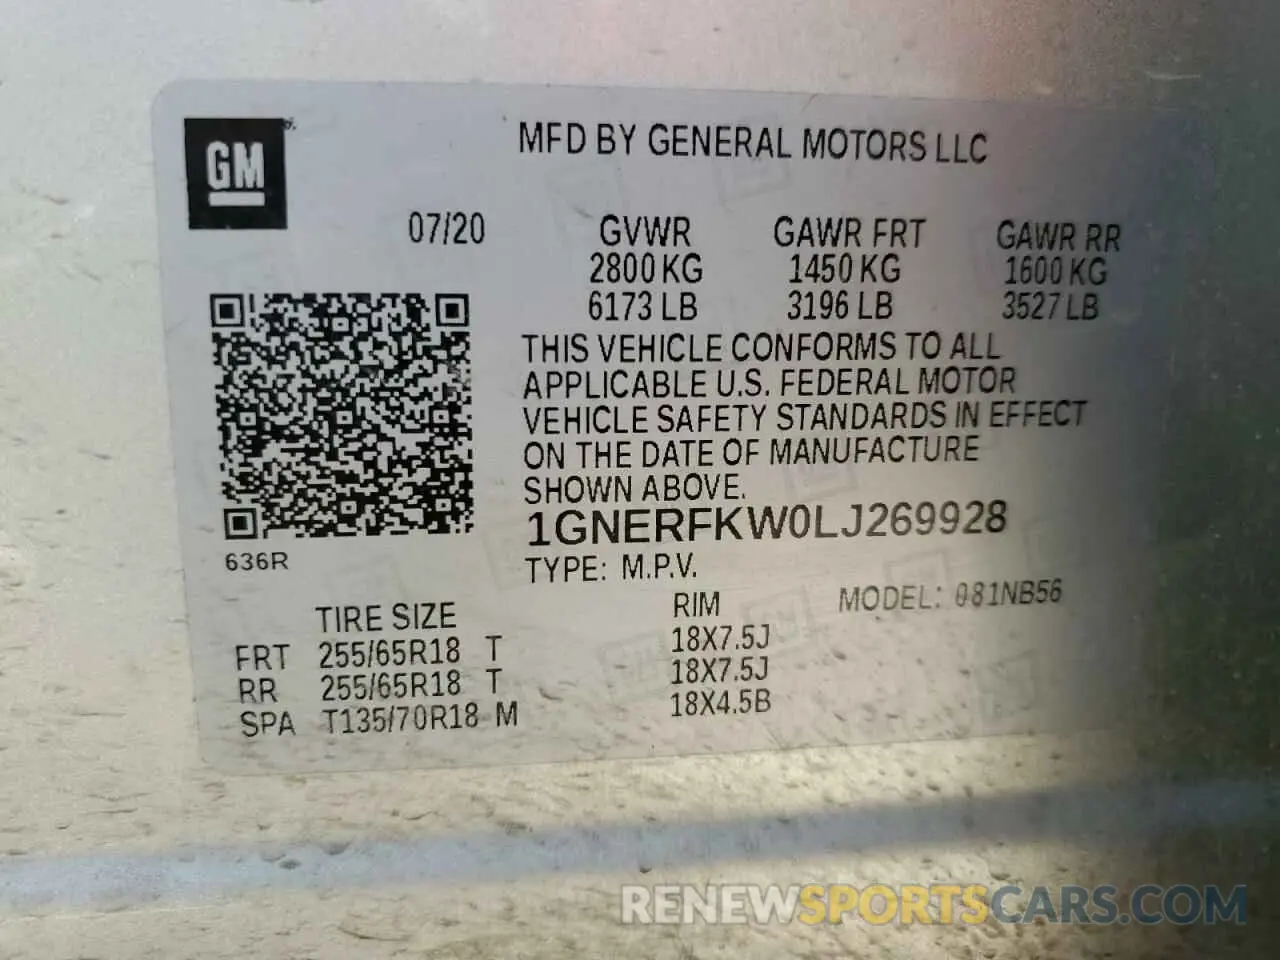 GM
MFD BY GENERAL MOTORS LLC
07/20
GVWR GAWR FRT GAWR RR
2800 KG 1450 KG 1600 KG
6173 LB 3196 LB 3527 LB
THIS VEHICLE CONFORMS TO ALL
APPLICABLE U.S. FEDERAL MOTOR
VEHICLE SAFETY STANDARDS IN EFFECT
ON THE DATE OF MANUFACTURE
SHOWN ABOVE.
1GNERFKW0LJ269928
636R
TYPE: M.P.V.
MODEL: 081NB56
TIRE SIZE RIM
FRT 255/65R18 T 18X7.5J
RR 255/65R18 T 18X7.5J
SPA T135/70R18 M 18X4.5B
RENEWSPORTSCARS.COM